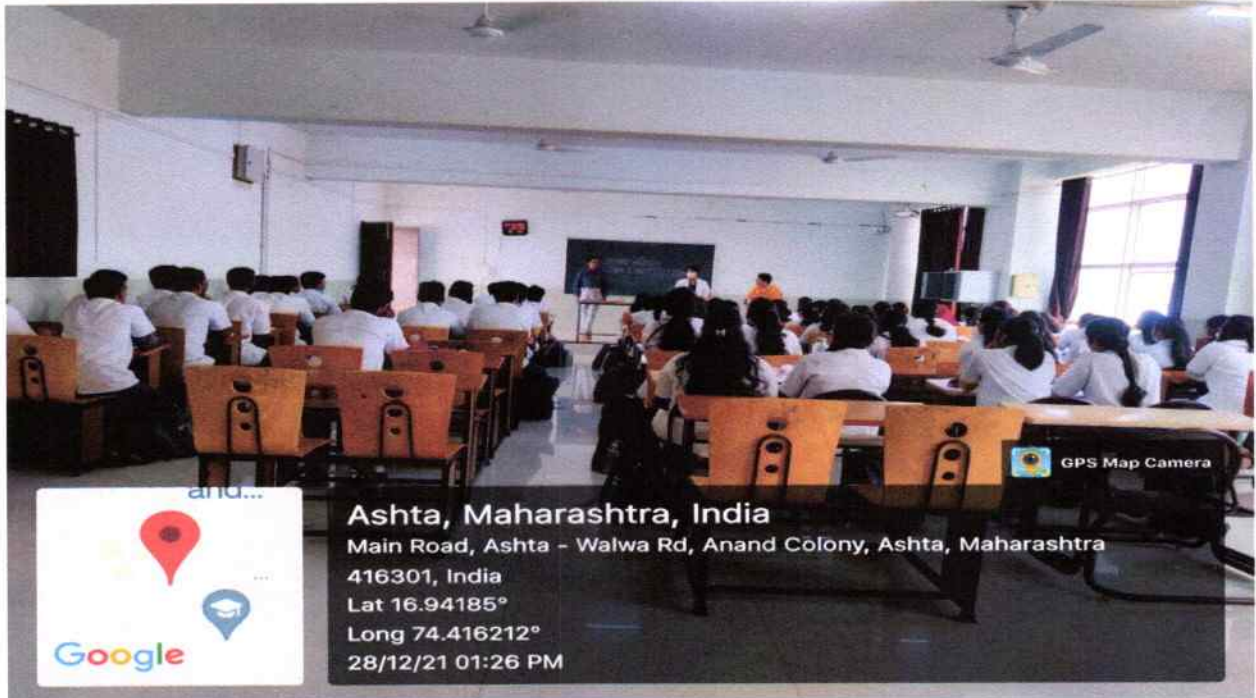 GPS Map Camera
and...
...
Google
Ashta, Maharashtra, India
Main Road, Ashta - Walwa Rd, Anand Colony, Ashta, Maharashtra
416301, India
Lat 16.94185°
Long 74.416212°
28/12/21 01:26 PM